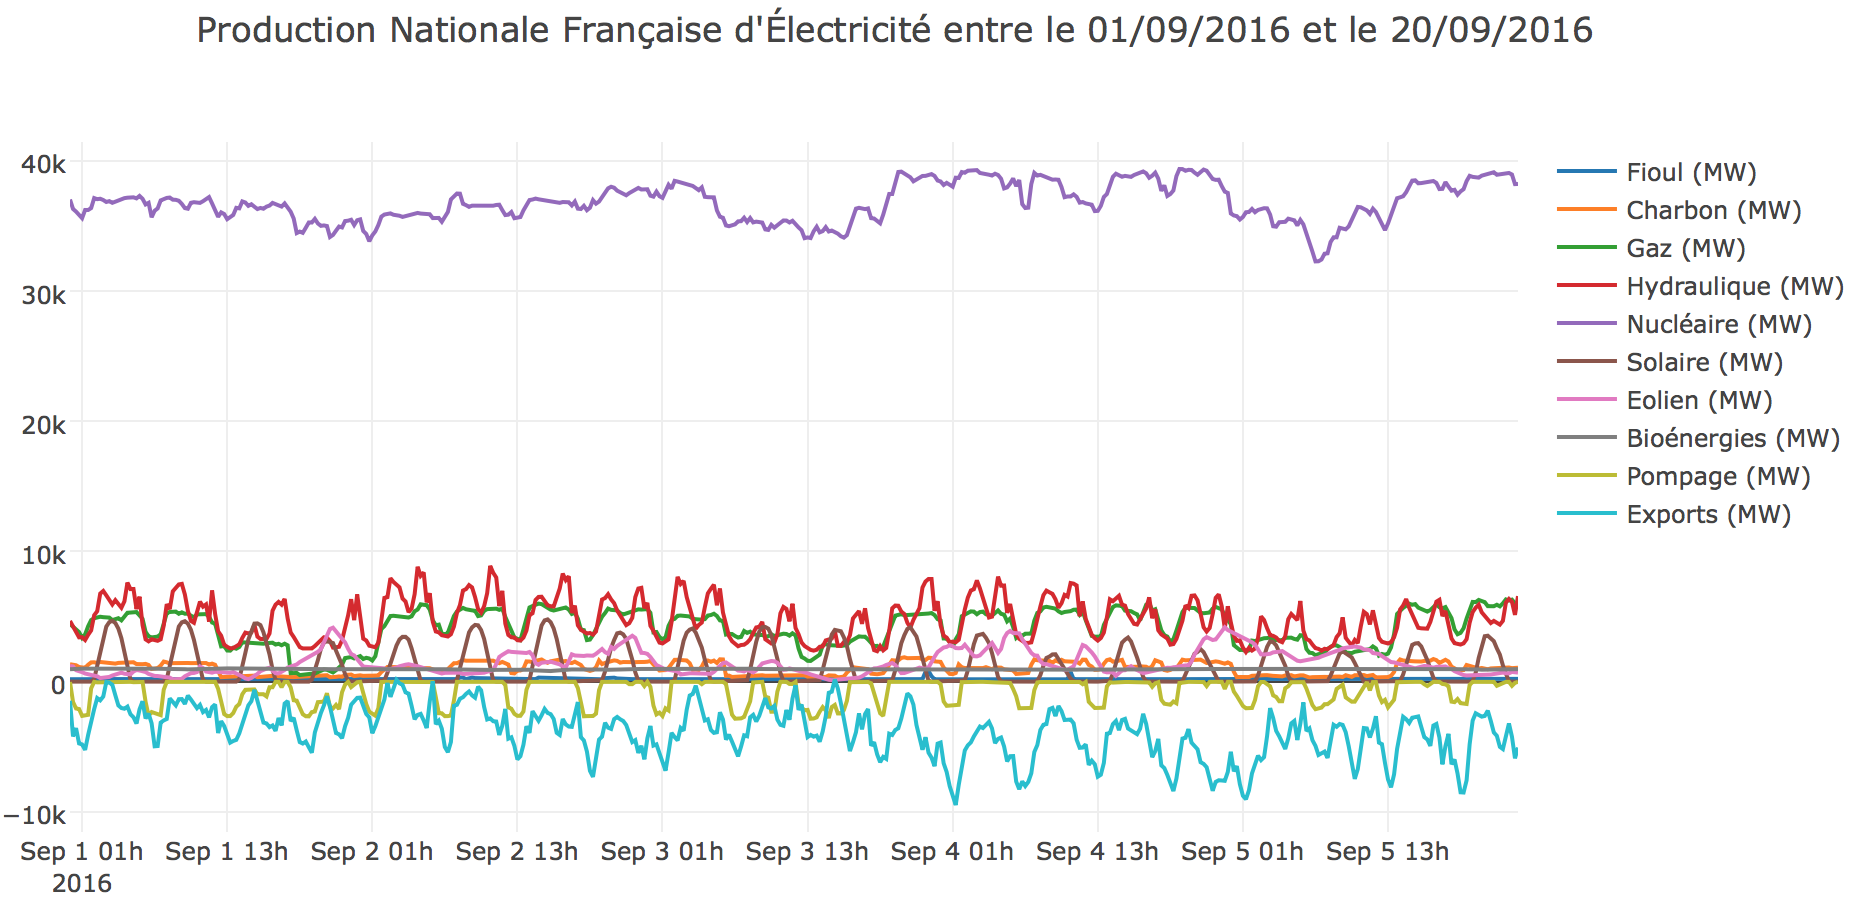 Production Nationale Française d'Électricité entre le 01/09/2016 et le 20/09/2016
40k
30k
20k
10k
0
−10k
Sep 1 01h Sep 1 13h Sep 2 01h Sep 2 13h Sep 3 01h Sep 3 13h Sep 4 01h Sep 4 13h Sep 5 01h Sep 5 13h
2016
Fioul (MW)
Charbon (MW)
Gaz (MW)
Hydraulique (MW)
Nucléaire (MW)
Solaire (MW)
Eolien (MW)
Bioénergies (MW)
Pompage (MW)
Exports (MW)